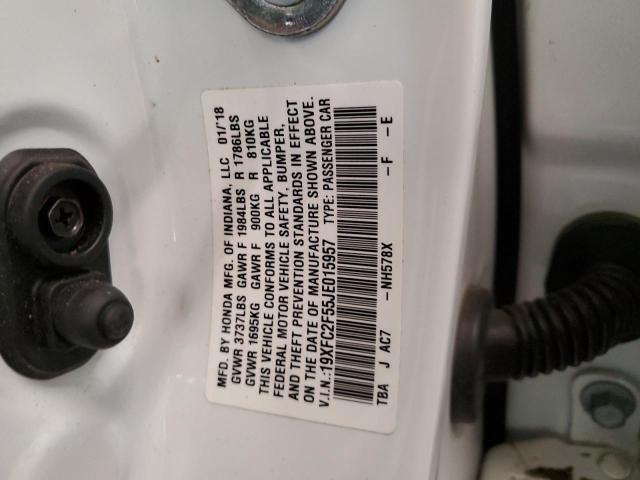 MFD. BY HONDA MFG. OF INDIANA, LLC 01/'18
GVWR 3737LBS GAWR F 1984LBS R 1786LBS
GVWR 1695KG GAWR F 900KG R 810KG
THIS VEHICLE CONFORMS TO ALL APPLICABLE
FEDERAL MOTOR VEHICLE SAFETY, BUMPER,
AND THEFT PREVENTION STANDARDS IN EFFECT
ON THE DATE OF MANUFACTURE SHOWN ABOVE.
V.I.N.:19XFC2F55JE015957 TYPE: PASSENGER CAR
TBA J AC7 -NH578X -F -E